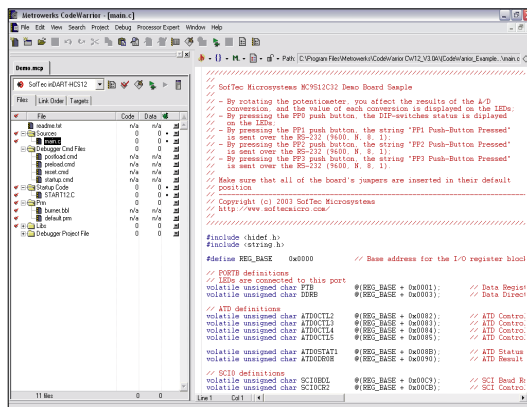 Metrowerks CodeWarrior - [main.c]
File Edit View Search Project Debug Processor Expert Window Help
Demo.mcp
SofTec inDART-HCS12
Files Link Order Targets
File Code Data
readme.txt n/a n/a
Sources 0 0
main.c 0 0
Debugger Cmd Files 0 0
postload.cmd n/a n/a
preload.cmd n/a n/a
reset.cmd n/a n/a
startup.cmd n/a n/a
Startup Code 0 0
START12.C 0 0
Prm 0 0
burner.bbl n/a n/a
default.prm n/a n/a
Libs 0 0
Debugger Project File 0 0
11 files 0 0
Path: C:\Program Files\Metrowerks\CodeWarrior CW12_V3.0A\(CodeWarrior_Example...\main.c
//////////////////////////////////////////////////////////////////////
//
// SofTec Microsystems MC9S12C32 Demo Board Sample
//
// - By rotating the potentiometer, you affect the results of the A/D
// conversion, and the value of each conversion is displayed on the LEDs;
// - By pressing the PP0 push button, the DIP-switches status is displayed
// on the LEDs;
// - By pressing the PP1 push button, the string "PP1 Push-Button Pressed"
// is sent over the RS-232 (9600, N, 8, 1);
// - By pressing the PP2 push button, the string "PP2 Push-Button Pressed"
// is sent over the RS-232 (9600, N, 8, 1);
// - By pressing the PP3 push button, the string "PP3 Push-Button Pressed"
// is sent over the RS-232 (9600, N, 8, 1);
//
// Make sure that all of the board's jumpers are inserted in their default
// position
//
// Copyright (c) 2003 SofTec Microsystems
// http://www.softecmicro.com/
//
//////////////////////////////////////////////////////////////////////
#include <hidef.h>
#include <string.h>
#define REG_BASE 0x0000 // Base address for the I/O register block
// PORTB definitions
// LEDs are connected to this port
volatile unsigned char PTB @(REG_BASE + 0x0001); // Data Regist
volatile unsigned char DDRB @(REG_BASE + 0x0003); // Data Direct
// ATD definitions
volatile unsigned char ATD0CTL2 @(REG_BASE + 0x0082); // ATD Contro
volatile unsigned char ATD0CTL3 @(REG_BASE + 0x0083); // ATD Contro
volatile unsigned char ATD0CTL4 @(REG_BASE + 0x0084); // ATD Contro
volatile unsigned char ATD0CTL5 @(REG_BASE + 0x0085); // ATD Contro
volatile unsigned char ATD0STAT1 @(REG_BASE + 0x008B); // ATD Status
volatile unsigned char ATD0DR0H @(REG_BASE + 0x0090); // ATD Result
// SCI0 definitions
volatile unsigned char SCI0BDL @(REG_BASE + 0x00C9); // SCI Baud Ra
volatile unsigned char SCI0CR2 @(REG_BASE + 0x00CB); // SCI Contro
Line 1 Col 1